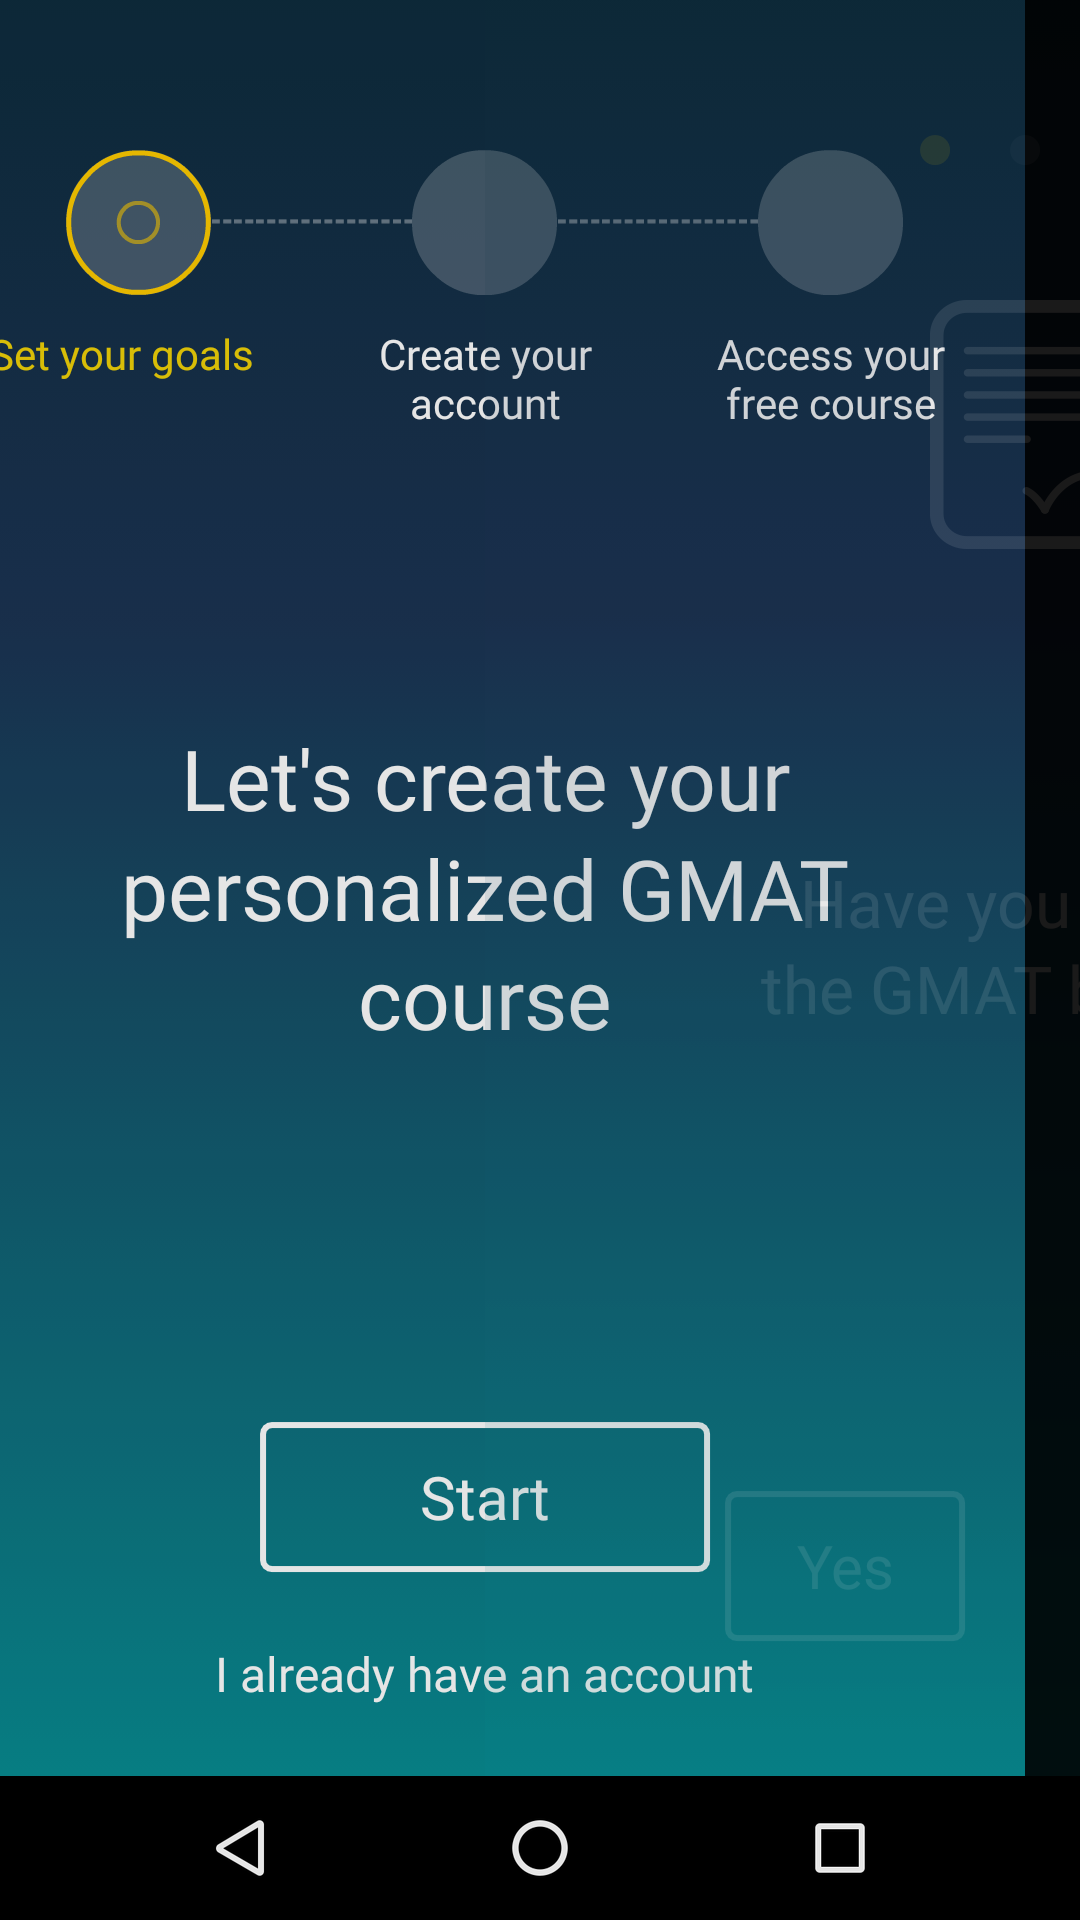 Set your goals
Create your
account
Access your
free course
Let's create your
personalized GMAT
course
Have you
the GMAT
Start
Yes
I already have an account